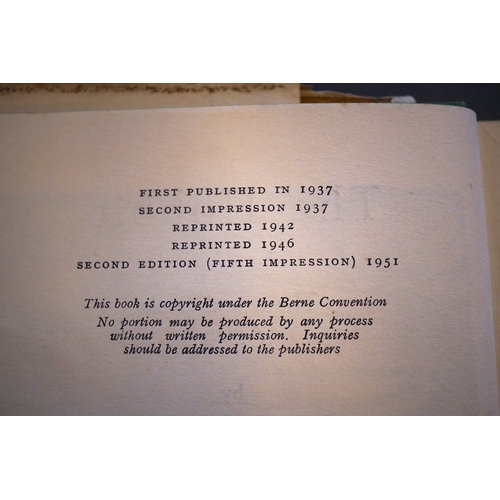 FIRST PUBLISHED IN 1937
SECOND IMPRESSION 1937
REPRINTED 1942
REPRINTED 1946
SECOND EDITION (FIFTH IMPRESSION) 1951
This book is copyright under the Berne Convention
No portion may be produced by any process
without written permission. Inquiries
should be addressed to the publishers